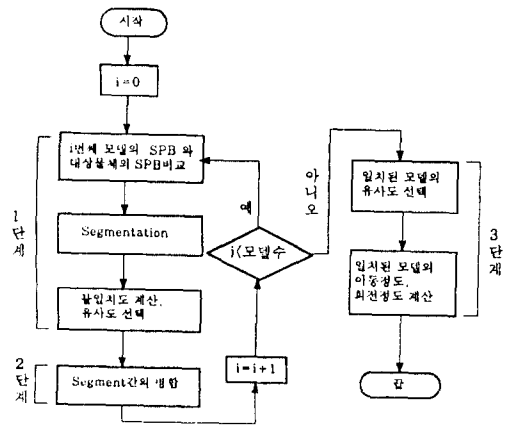 시작
i=0
i번째 모델의 SPB 와
대상물체의 SPB비교
Segmentation
불일치도 계산,
유사도 선택
1단계
Segment간의 병합
2단계
i=i+1
i<모델수
예
아니오
일치된 모델의
유사도 선택
일치된 모델의
이동정도,
회전정도 계산
3단계
끝